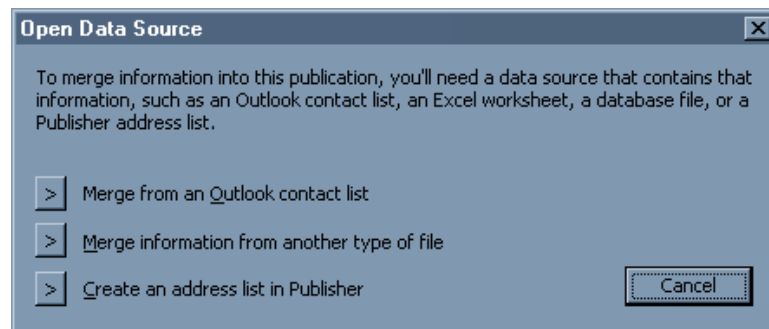 Open Data Source
To merge information into this publication, you'll need a data source that contains that
information, such as an Outlook contact list, an Excel worksheet, a database file, or a
Publisher address list.
> Merge from an Outlook contact list
> Merge information from another type of file
> Create an address list in Publisher
Cancel